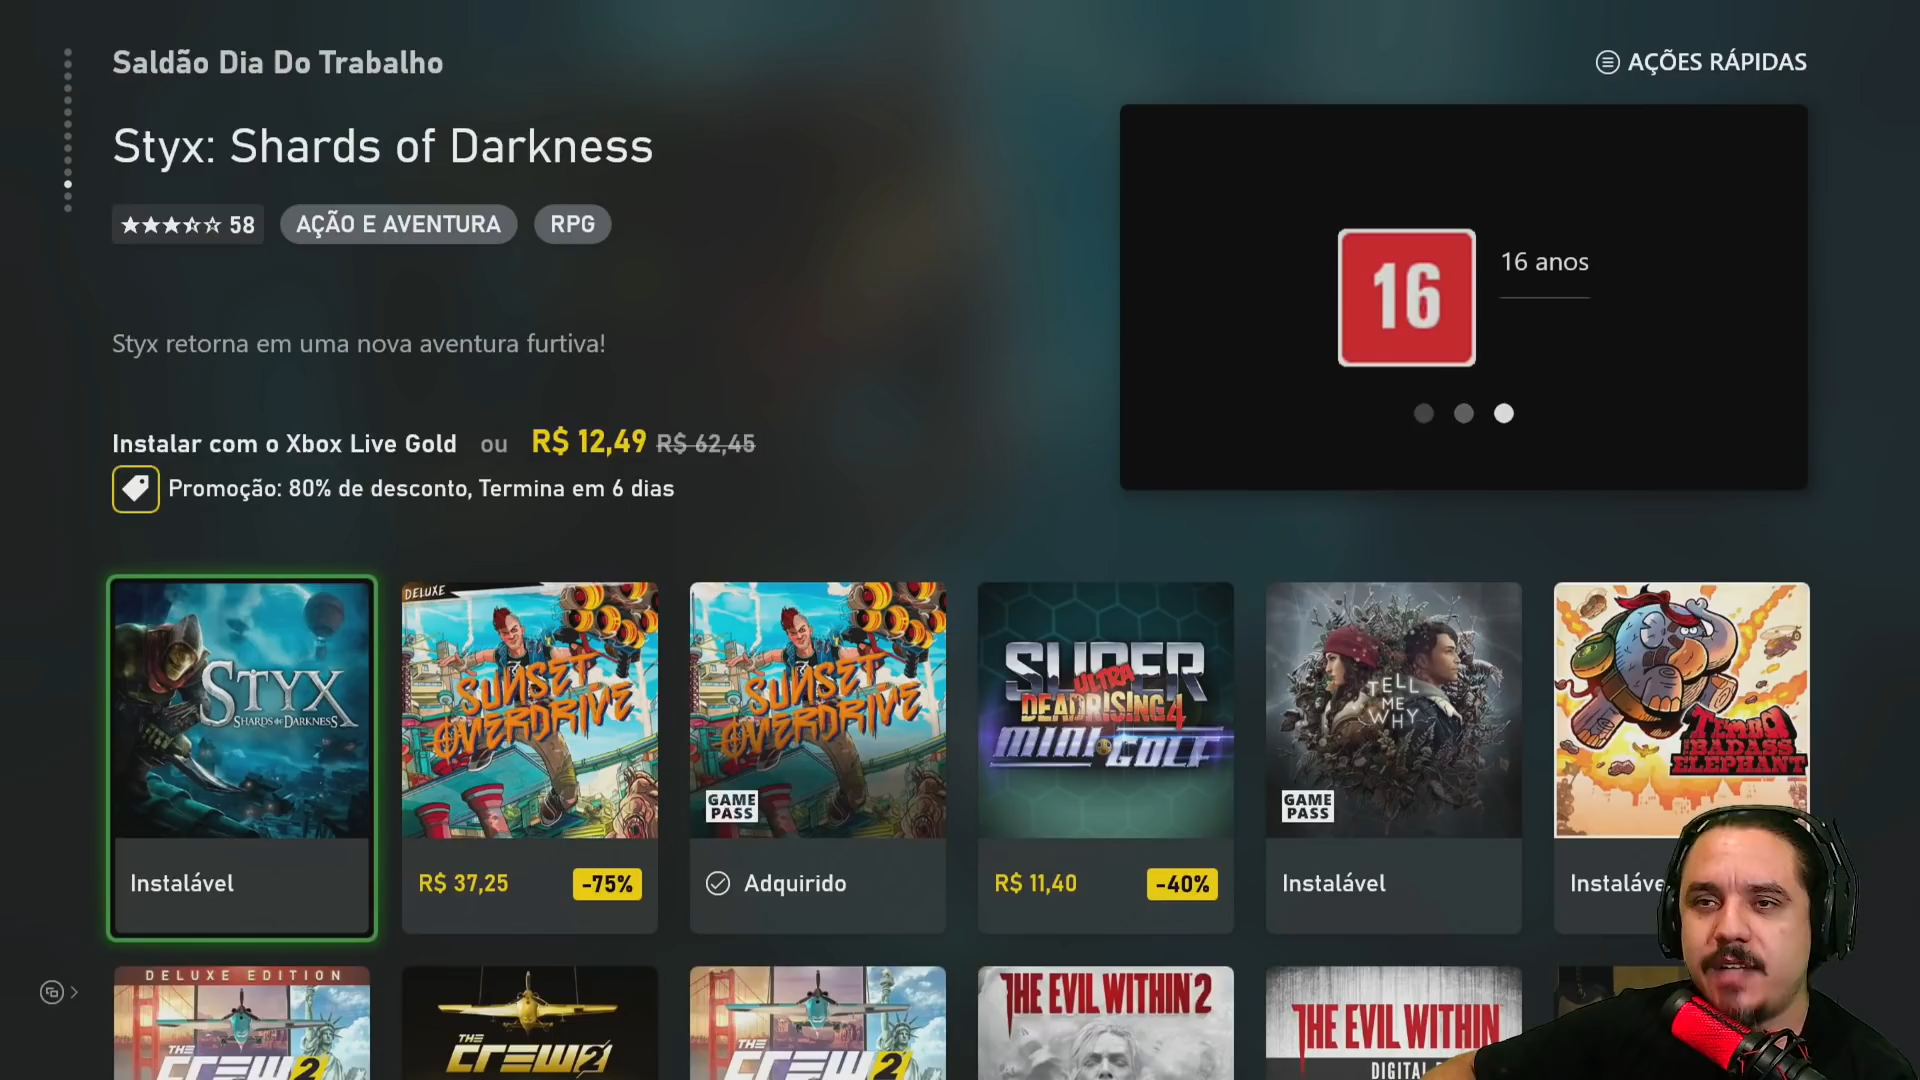 Saldão Dia Do Trabalho
AÇÕES RÁPIDAS
Styx: Shards of Darkness
58
AÇÃO E AVENTURA
RPG
16
16 anos
Styx retorna em uma nova aventura furtiva!
Instalar com o Xbox Live Gold ou R$ 12,49 R$ 62,45
Promoção: 80% de desconto, Termina em 6 dias
STYX
SHARDS OF DARKNESS
DELUXE
SUNSET
OVERDRIVE
SUNSET
OVERDRIVE
GAME
PASS
SUPER
ULTRA
DEADRISING 4
MINI GOLF
TELL
ME
WHY
GAME
PASS
TEMBO
THE BADASS
ELEPHANT
Instalável
R$ 37,25
-75%
Adquirido
R$ 11,40
-40%
Instalável
Instaláve
DELUXE EDITION
THE
CREW 2
THE
CREW 2
THE
CREW 2
THE EVIL WITHIN 2
THE EVIL WITHIN
DIGITAL